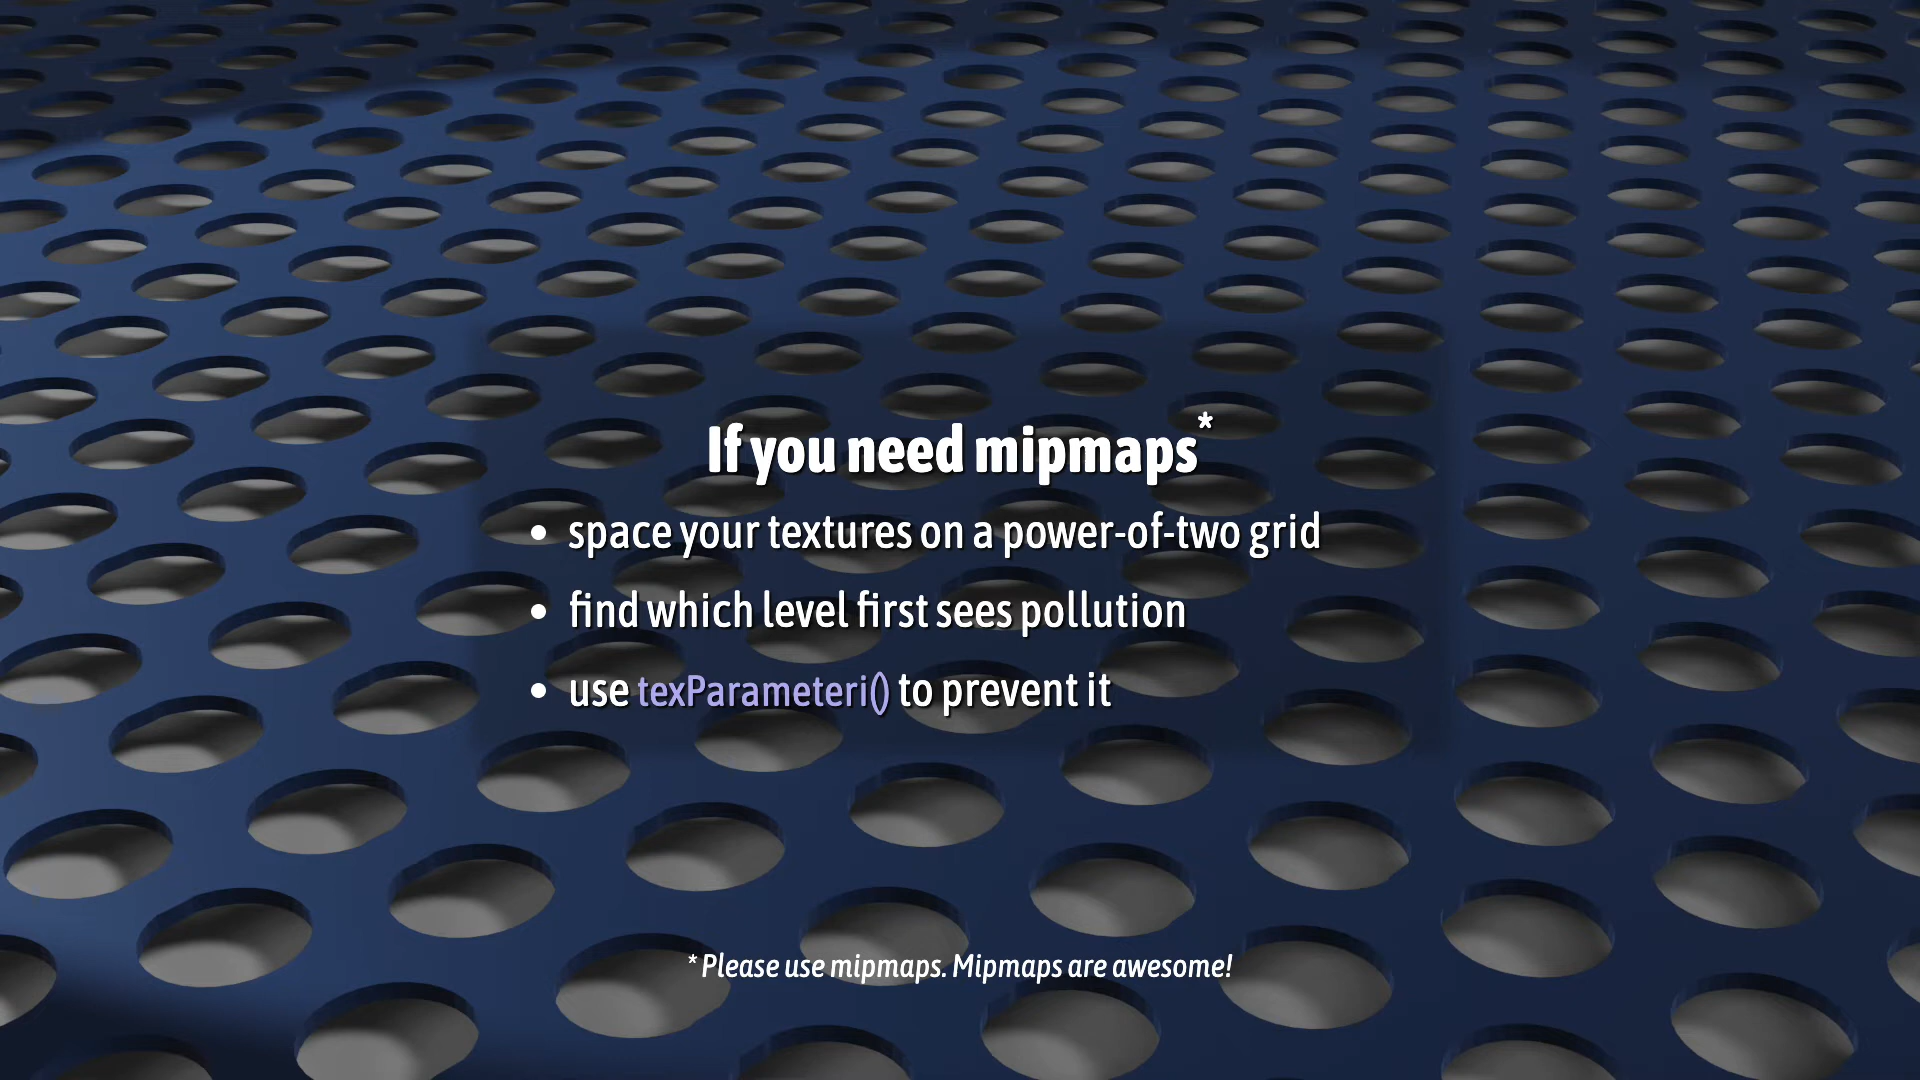 If you need mipmaps*
• space your textures on a power-of-two grid
• find which level first sees pollution
• use texParameteri() to prevent it
* Please use mipmaps. Mipmaps are awesome!